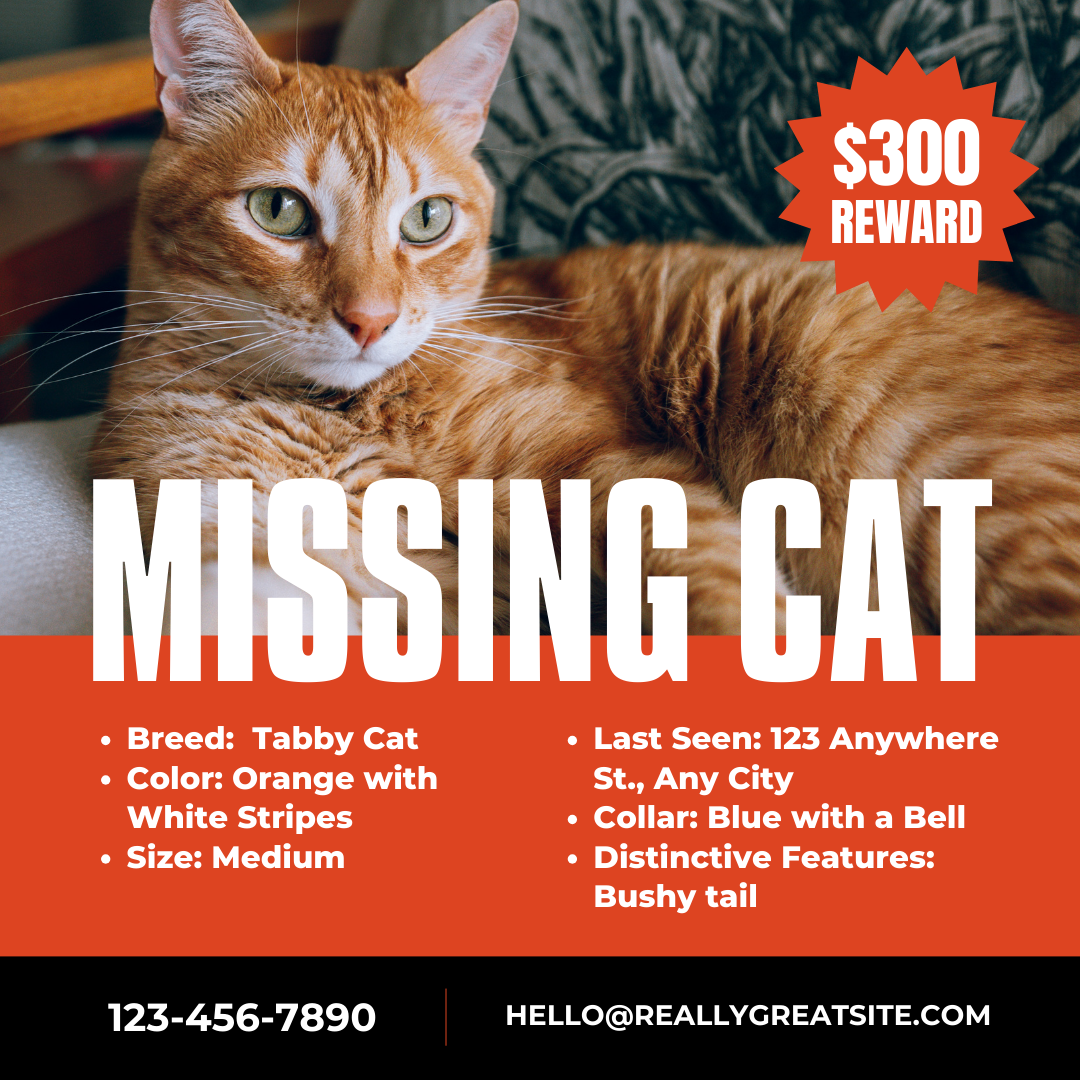 $300
REWARD
MISSING CAT
• Breed:  Tabby Cat
• Color: Orange with
White Stripes
• Size: Medium
• Last Seen: 123 Anywhere
St., Any City
• Collar: Blue with a Bell
• Distinctive Features:
Bushy tail
123-456-7890
HELLO@REALLYGREATSITE.COM